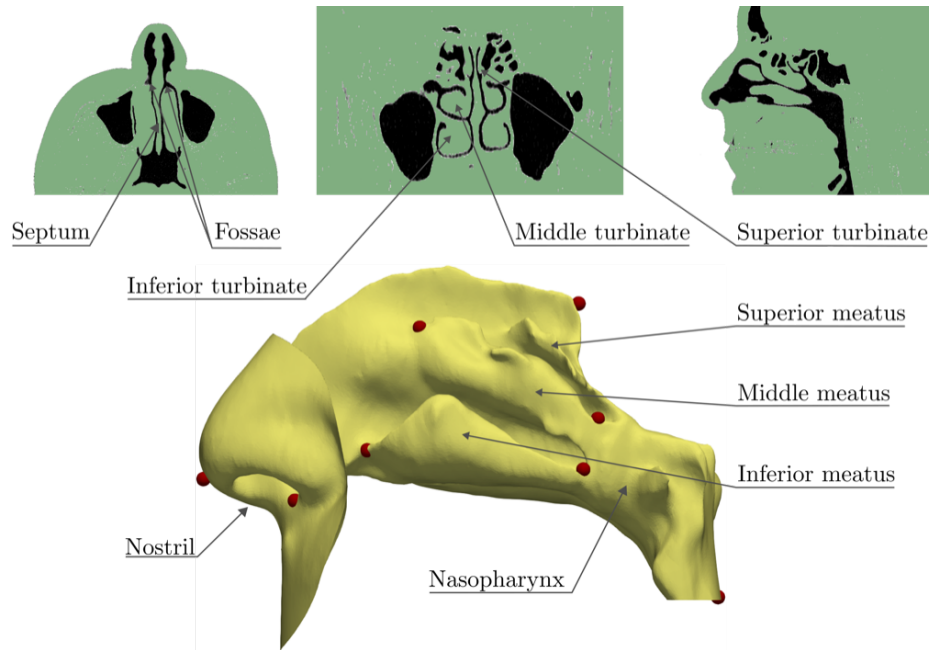 Septum
Fossae
Middle turbinate
Superior turbinate
Inferior turbinate
Superior meatus
Middle meatus
Inferior meatus
Nostril
Nasopharynx